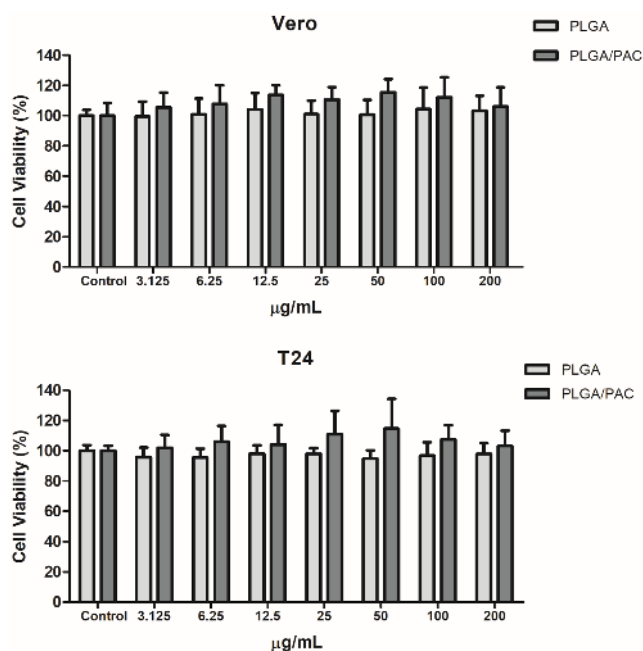 Vero
PLGA
PLGA/PAC
Cell Viability (%)
140
120
100
80
60
40
20
0
Control 3.125 6.25 12.5 25 50 100 200
μg/mL
T24
PLGA
PLGA/PAC
Cell Viability (%)
140
120
100
80
60
40
20
0
Control 3.125 6.25 12.5 25 50 100 200
μg/mL